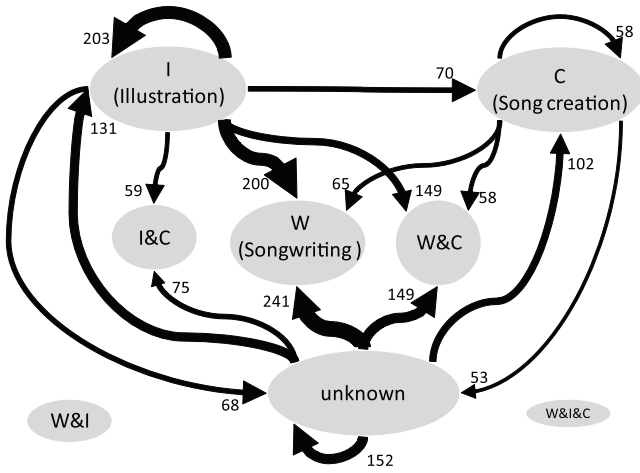 203
58
I
(Illustration)
70
C
(Song creation)
131
102
59
200
65
149
58
I&C
W
(Songwriting )
W&C
75
241
149
unknown
68
53
W&I
W&I&C
152